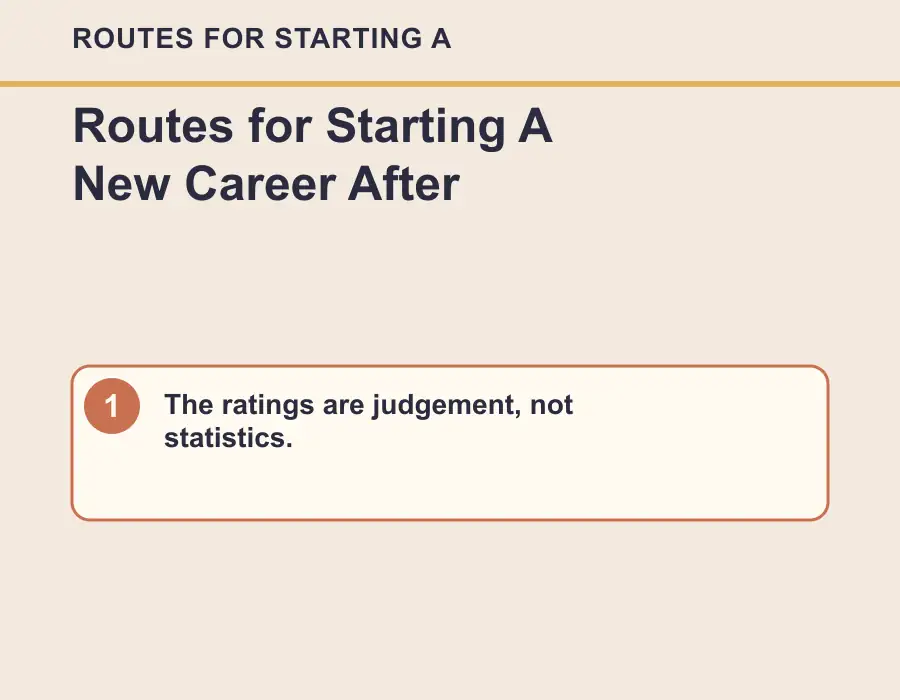 ROUTES FOR STARTING A
Routes for Starting A
New Career After
1
The ratings are judgement, not
statistics.